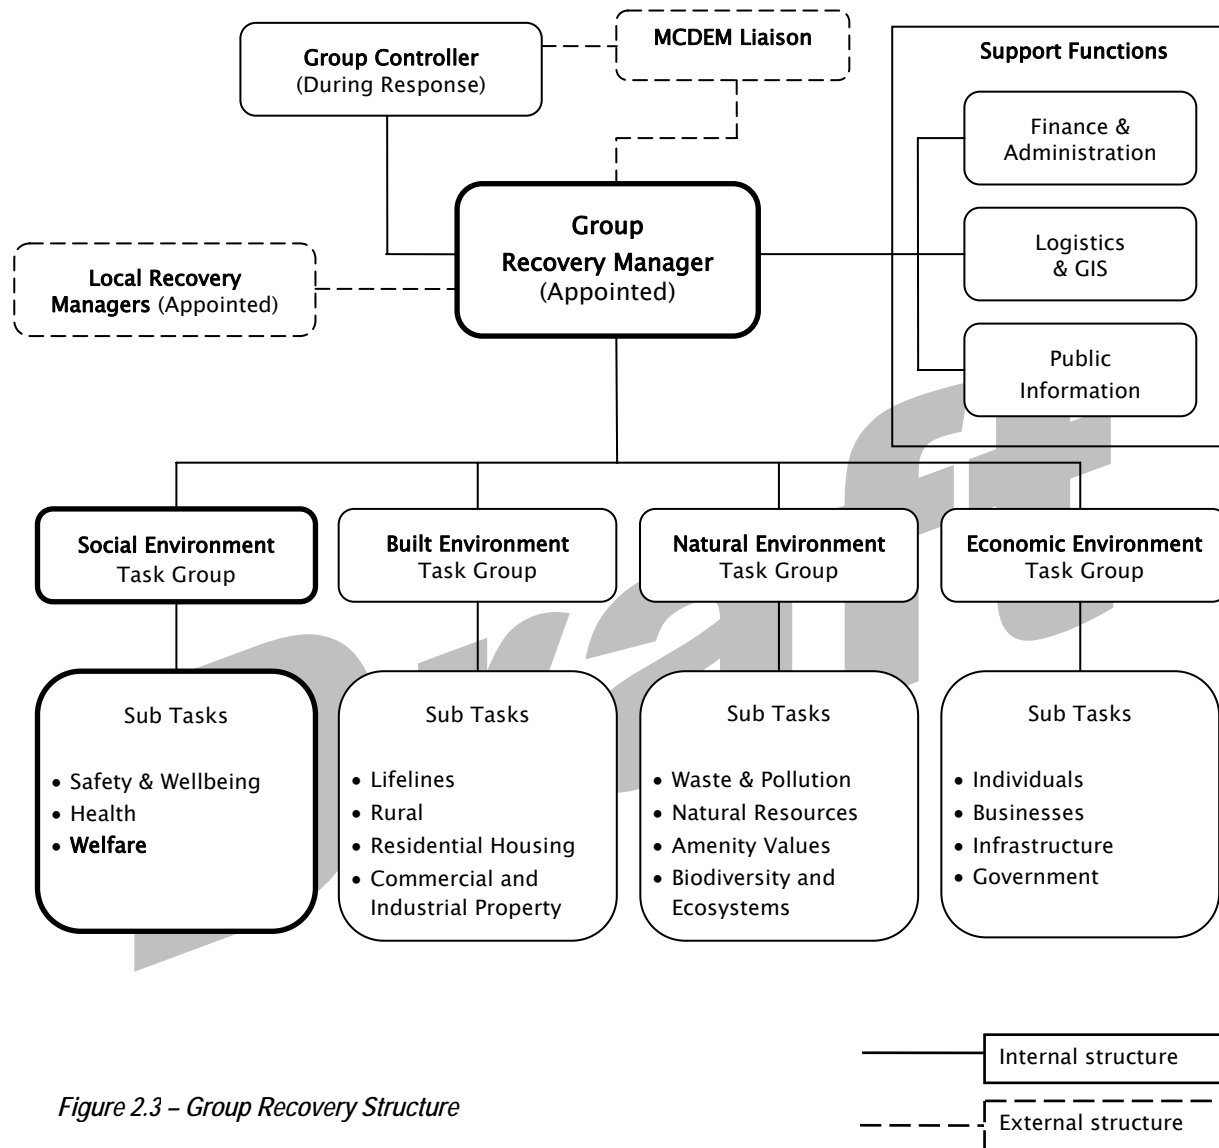 Group Controller
(During Response)
MCDEM Liaison
Support Functions
Finance &
Administration
Group
Recovery Manager
(Appointed)
Logistics
& GIS
Local Recovery
Managers (Appointed)
Public
Information
Draft
Social Environment
Task Group
Built Environment
Task Group
Natural Environment
Task Group
Economic Environment
Task Group
Sub Tasks
• Safety & Wellbeing
• Health
• Welfare
Sub Tasks
• Lifelines
• Rural
• Residential Housing
• Commercial and
Industrial Property
Sub Tasks
• Waste & Pollution
• Natural Resources
• Amenity Values
• Biodiversity and
Ecosystems
Sub Tasks
• Individuals
• Businesses
• Infrastructure
• Government
Internal structure
External structure
Figure 2.3 – Group Recovery Structure